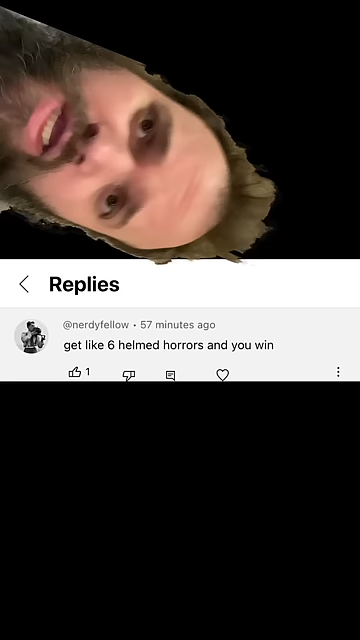 Replies
@nerdyfellow • 57 minutes ago
get like 6 helmed horrors and you win
1